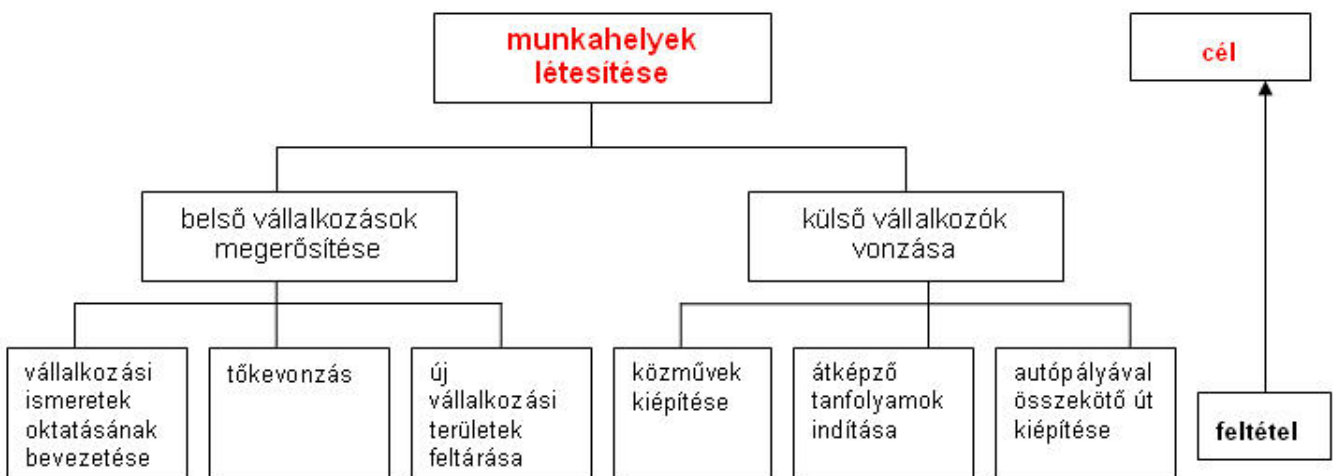 munkahelyek
létesítése
cél
belső vállalkozások
megerősítése
külső vállalkozók
vonzása
vállalkozási
ismeretek
oktatásának
bevezetése
tőkevonzás
új
vállalkozási
területek
feltárása
közművek
kiépítése
átképző
tanfolyamok
indítása
autópályával
összekötő út
kiépítése
feltétel